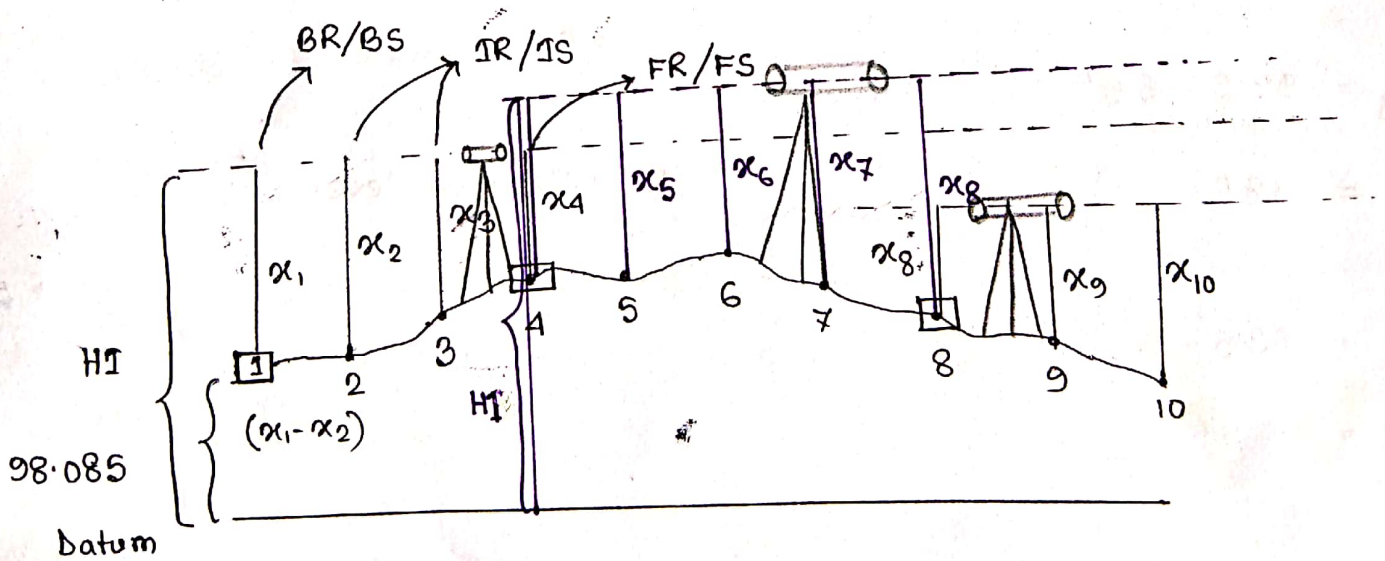 BR/BS
IR/IS
FR/FS
x1
x2
x3
x4
x5
x6
x7
x8
x8
x9
x10
1
2
3
4
5
6
7
8
9
10
HI
(x1-x2)
HI
98.085
Datum